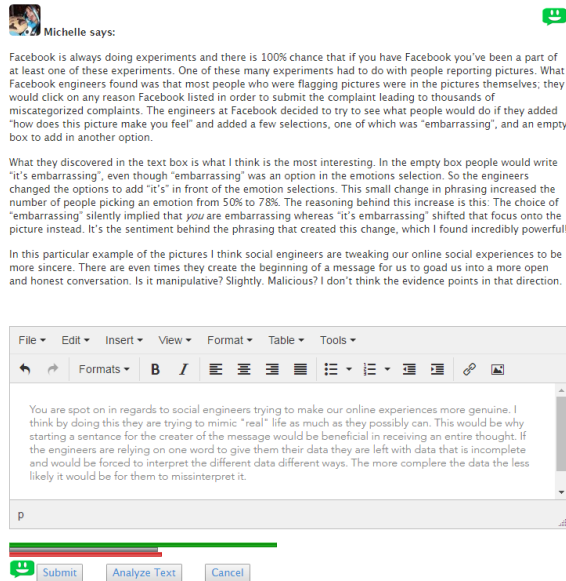 Michelle says:
Facebook is always doing experiments and there is 100% chance that if you have Facebook you've been a part of
at least one of these experiments. One of these many experiments had to do with people reporting pictures. What
Facebook engineers found was that most people who were flagging pictures were in the pictures themselves; they
would click on any reason Facebook listed in order to submit the complaint leading to thousands of
miscategorized complaints. The engineers at Facebook decided to try to see what people would do if they added
"how does this picture make you feel" and added a few selections, one of which was "embarrassing", and an empty
box to add in another option.
What they discovered in the text box is what I think is the most interesting. In the empty box people would write
"it's embarrassing", even though "embarrassing" was an option in the emotions selection. So the engineers
changed the options to add "it's" in front of the emotion selections. This small change in phrasing increased the
number of people picking an emotion from 50% to 78%. The reasoning behind this increase is this: The choice of
"embarrassing" silently implied that you are embarrassing whereas "it's embarrassing" shifted that focus onto the
picture instead. It's the sentiment behind the phrasing that created this change, which I found incredibly powerful!
In this particular example of the pictures I think social engineers are tweaking our online social experiences to be
more sincere. There are even times they create the beginning of a message for us to goad us into a more open
and honest conversation. Is it manipulative? Slightly. Malicious? I don't think the evidence points in that direction.
File Edit Insert View Format Table Tools
Formats B I
You are spot on in regards to social engineers trying to make our online experiences more genuine. I
think by doing this they are trying to mimic "real" life as much as they possibly can. This would be why
starting a sentance for the creater of the message would be beneficial in receiving an entire thought. If
the engineers are relying on one word to give them their data they are left with data that is incomplete
and would be forced to interpret the different data different ways. The more complere the data the less
likely it would be for them to missinterpret it.
p
Submit Analyze Text Cancel